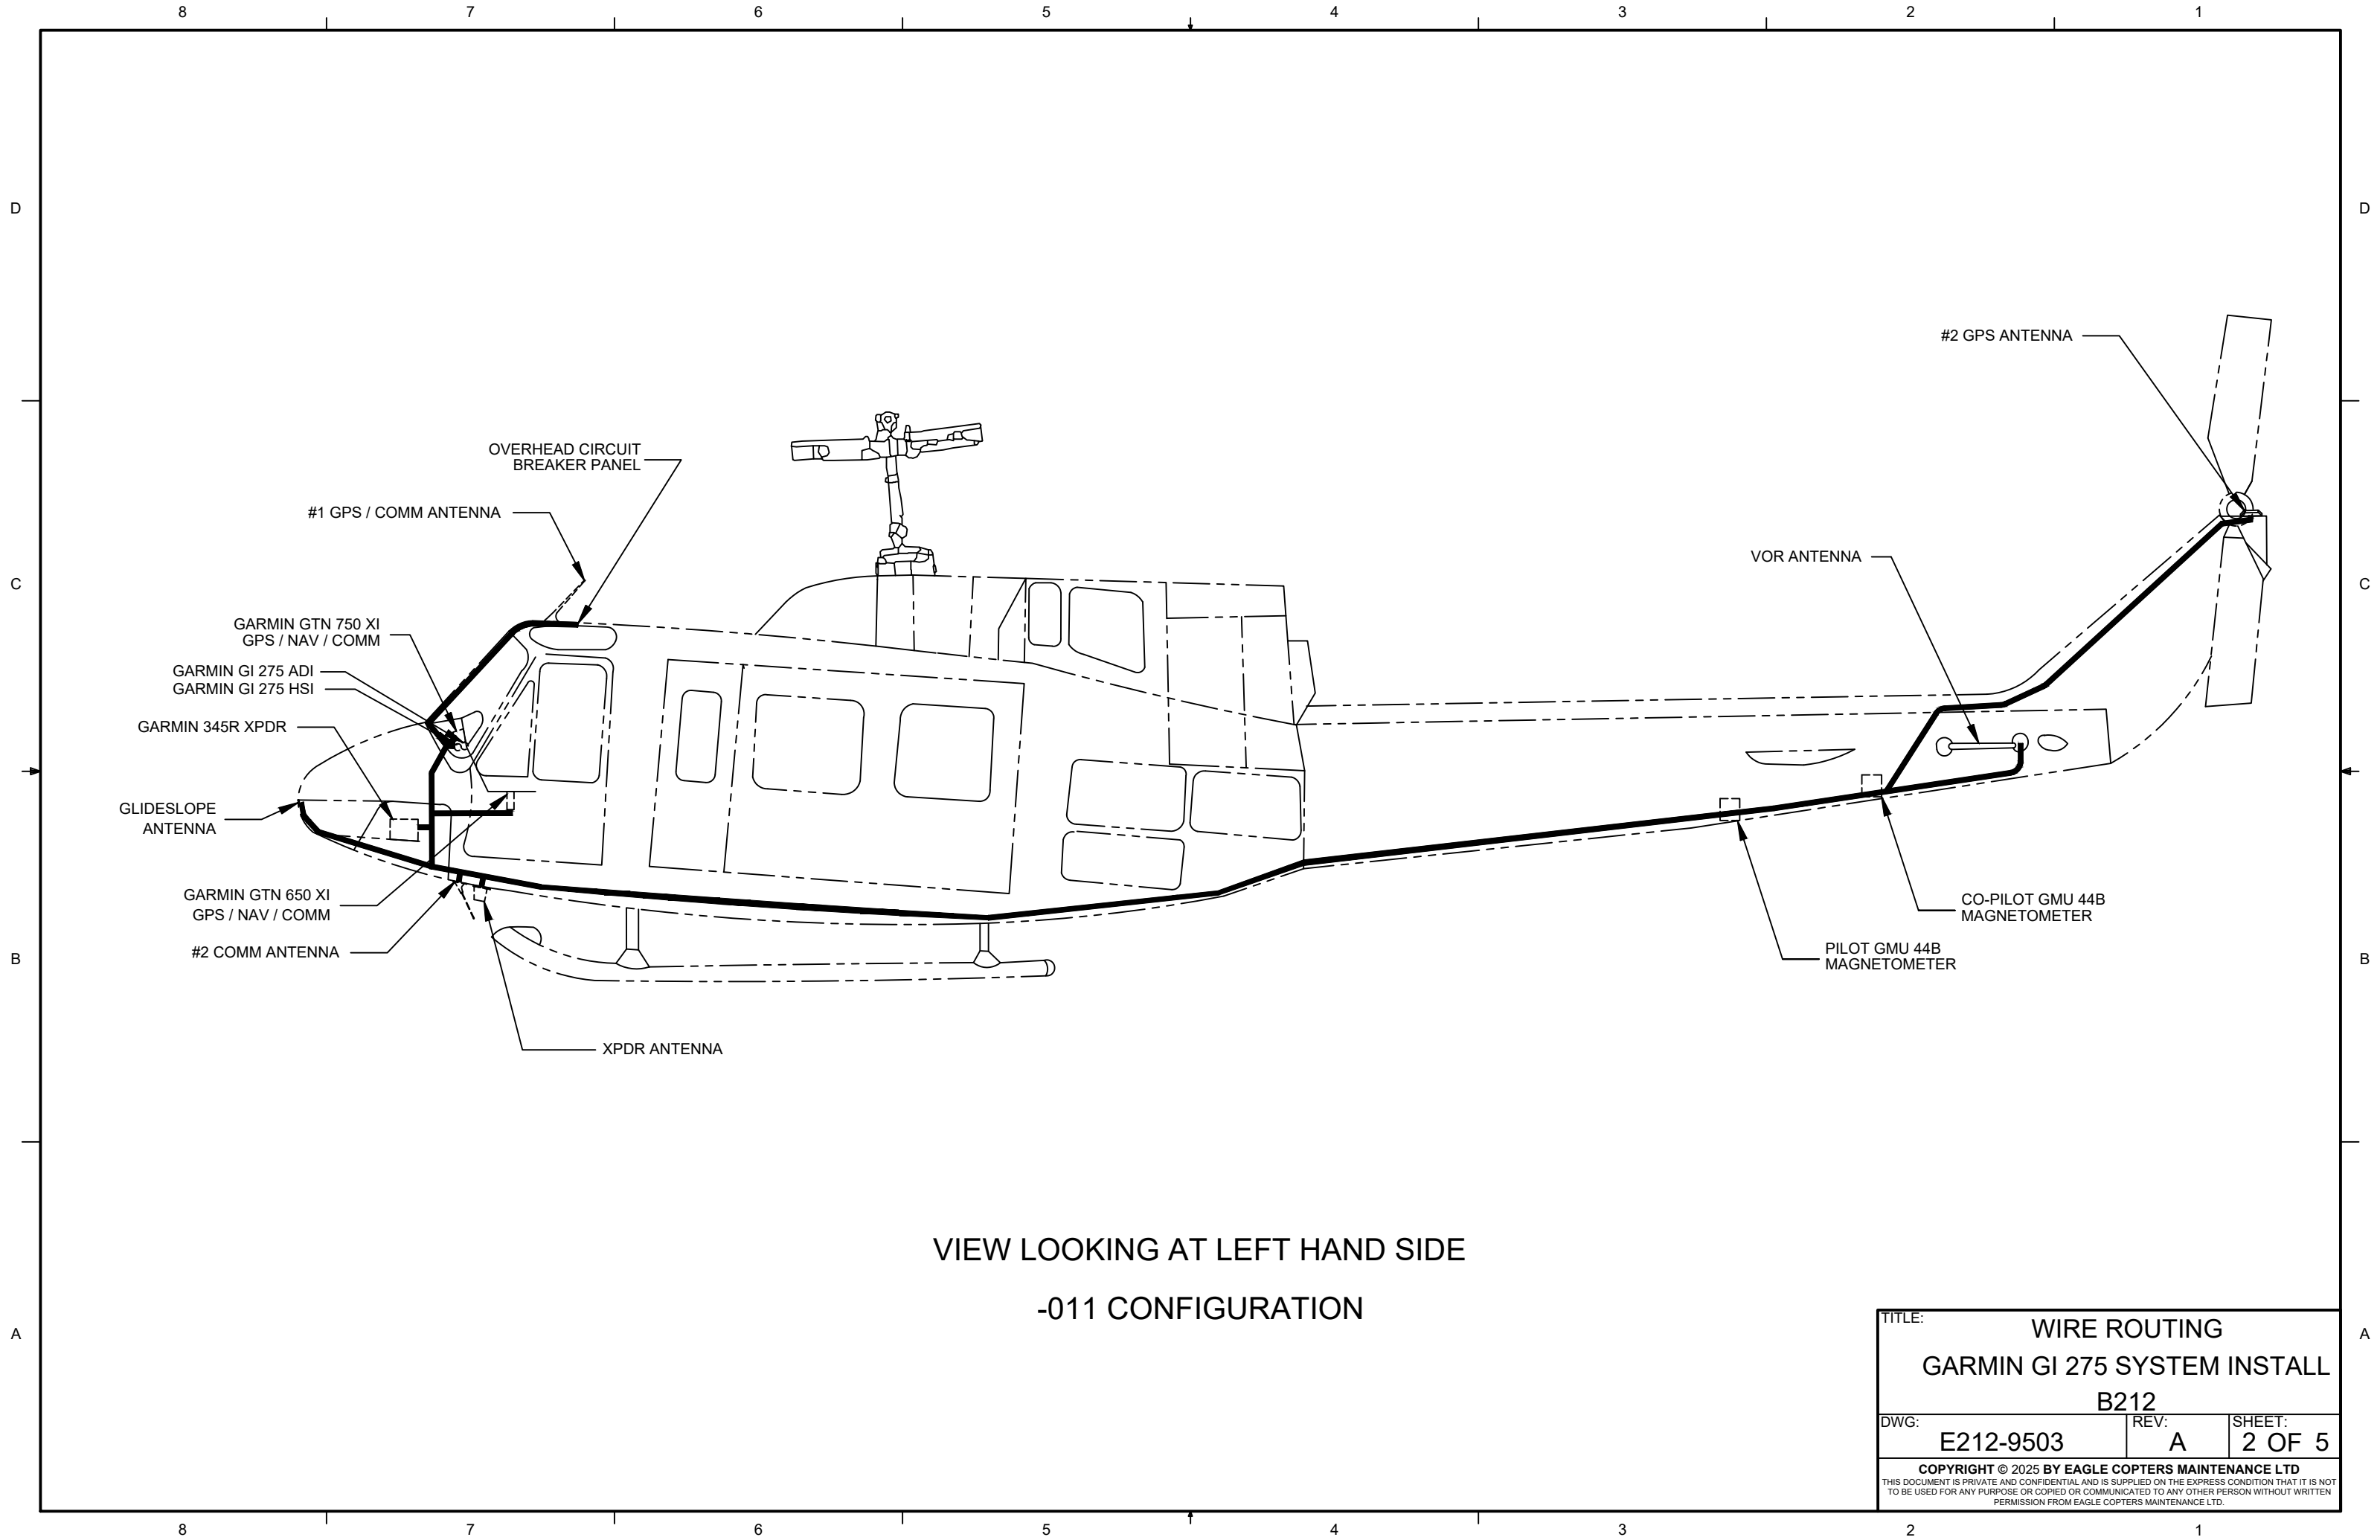 8 7 6 5 4 3 2 1
D D
#2 GPS ANTENNA
OVERHEAD CIRCUIT
BREAKER PANEL
#1 GPS / COMM ANTENNA
VOR ANTENNA
C C
GARMIN GTN 750 XI
GPS / NAV / COMM
GARMIN GI 275 ADI
GARMIN GI 275 HSI
GARMIN 345R XPDR
GLIDESLOPE
ANTENNA
GARMIN GTN 650 XI
GPS / NAV / COMM
#2 COMM ANTENNA
CO-PILOT GMU 44B
MAGNETOMETER
PILOT GMU 44B
MAGNETOMETER
B B
XPDR ANTENNA
VIEW LOOKING AT LEFT HAND SIDE
-011 CONFIGURATION
A A
TITLE:
WIRE ROUTING
GARMIN GI 275 SYSTEM INSTALL
B212
DWG: REV: SHEET:
E212-9503 A 2 OF 5
COPYRIGHT © 2025 BY EAGLE COPTERS MAINTENANCE LTD
THIS DOCUMENT IS PRIVATE AND CONFIDENTIAL AND IS SUPPLIED ON THE EXPRESS CONDITION THAT IT IS NOT
TO BE USED FOR ANY PURPOSE OR COPIED OR COMMUNICATED TO ANY OTHER PERSON WITHOUT WRITTEN
PERMISSION FROM EAGLE COPTERS MAINTENANCE LTD.
8 7 6 5 4 3 2 1